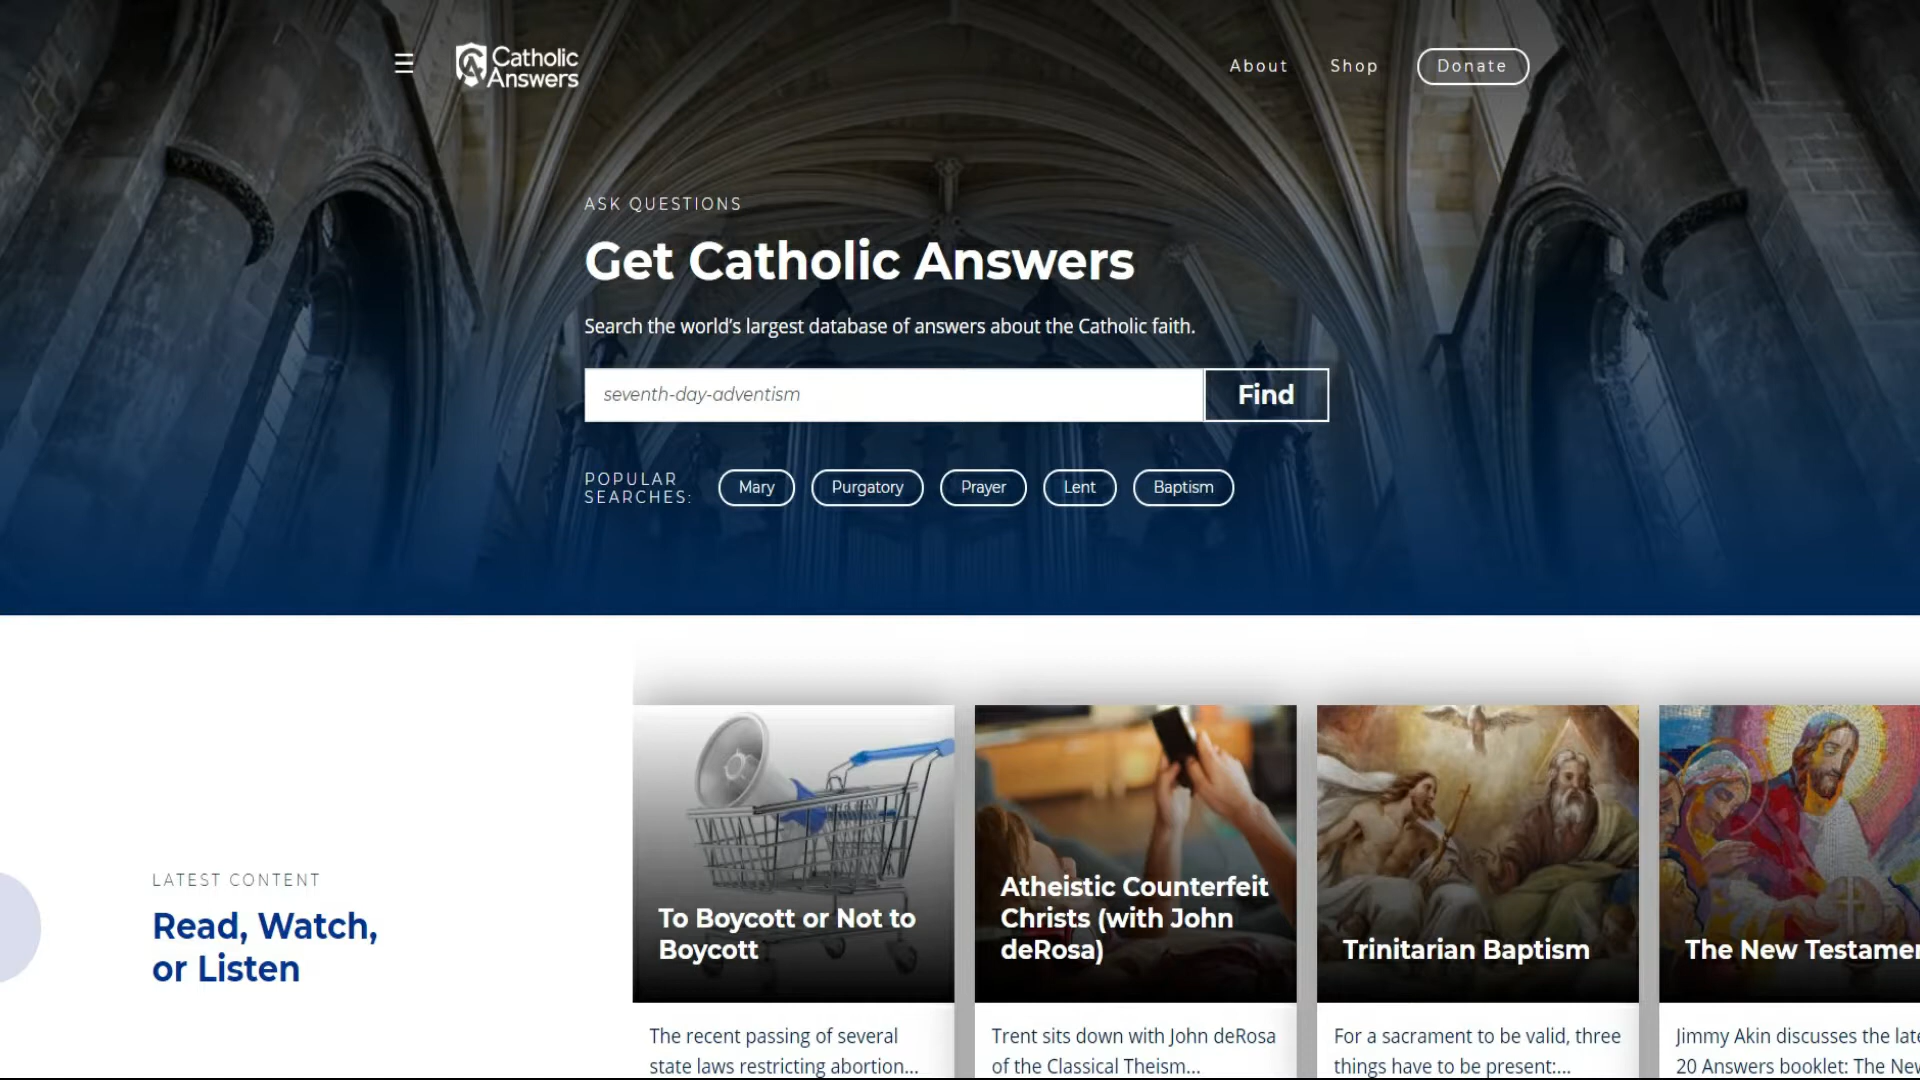 Catholic
Answers
About
Shop
Donate
ASK QUESTIONS
Get Catholic Answers
Search the world's largest database of answers about the Catholic faith.
seventh-day-adventism
Find
POPULAR
SEARCHES:
Mary
Purgatory
Prayer
Lent
Baptism
LATEST CONTENT
Read, Watch,
or Listen
To Boycott or Not to
Boycott
The recent passing of several
state laws restricting abortion...
Atheistic Counterfeit
Christs (with John
deRosa)
Trent sits down with John deRosa
of the Classical Theism...
Trinitarian Baptism
For a sacrament to be valid, three
things have to be present:...
The New
Jimmy Akin discusses the
20 Answers booklet: The